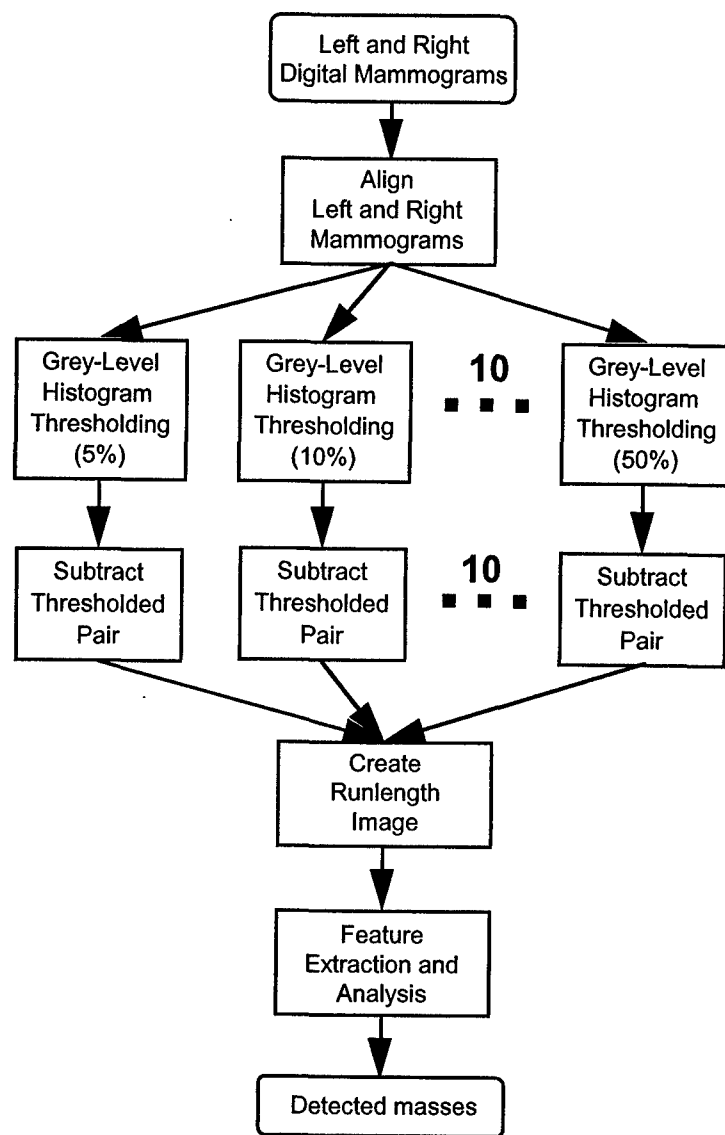 Left and Right
Digital Mammograms
Align
Left and Right
Mammograms
Grey-Level
Histogram
Thresholding
(5%)
Grey-Level
Histogram
Thresholding
(10%)
10
Grey-Level
Histogram
Thresholding
(50%)
Subtract
Thresholded
Pair
Subtract
Thresholded
Pair
10
Subtract
Thresholded
Pair
Create
Runlength
Image
Feature
Extraction and
Analysis
Detected masses